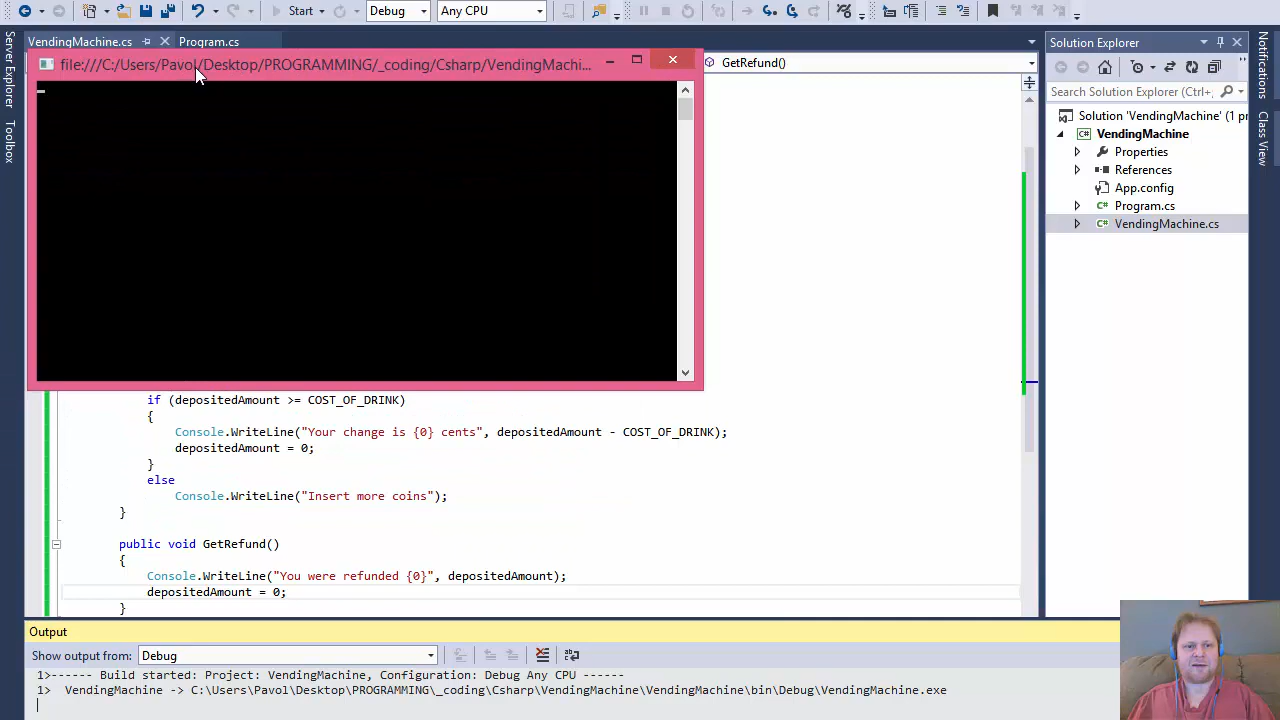 Start
Debug
Any CPU
VendingMachine.cs
Program.cs
file:///C:/Users/Pavol/Desktop/PROGRAMMING/_coding/Csharp/VendingMachi...
GetRefund()
Server Explorer
Toolbox
if (depositedAmount >= COST_OF_DRINK)
{
Console.WriteLine("Your change is {0} cents", depositedAmount - COST_OF_DRINK);
depositedAmount = 0;
}
else
Console.WriteLine("Insert more coins");
}
public void GetRefund()
{
Console.WriteLine("You were refunded {0}", depositedAmount);
depositedAmount = 0;
}
Solution Explorer
Search Solution Explorer (Ctrl+;
Solution 'VendingMachine' (1 pr
VendingMachine
Properties
References
App.config
Program.cs
VendingMachine.cs
Notifications
Class View
Output
Show output from: Debug
1>------ Build started: Project: VendingMachine, Configuration: Debug Any CPU ------
1>  VendingMachine -> C:\Users\Pavol\Desktop\PROGRAMMING\_coding\Csharp\VendingMachine\VendingMachine\bin\Debug\VendingMachine.exe